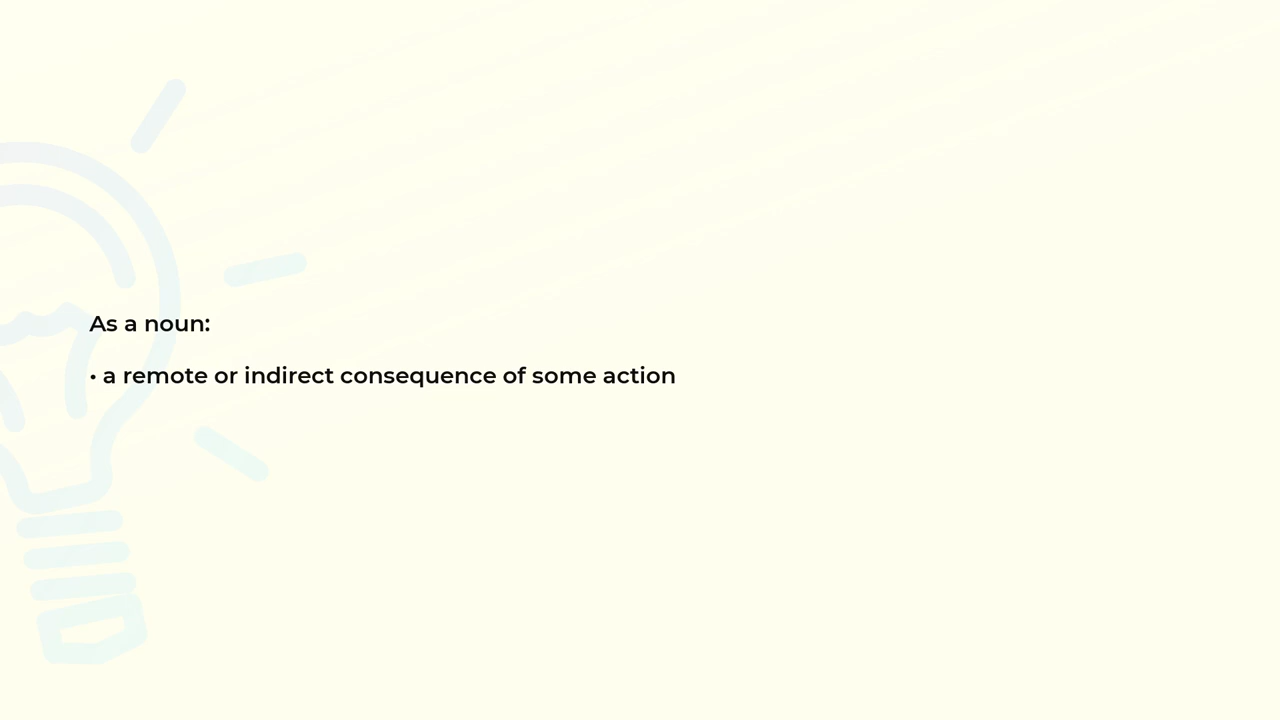 As a noun:
• a remote or indirect consequence of some action